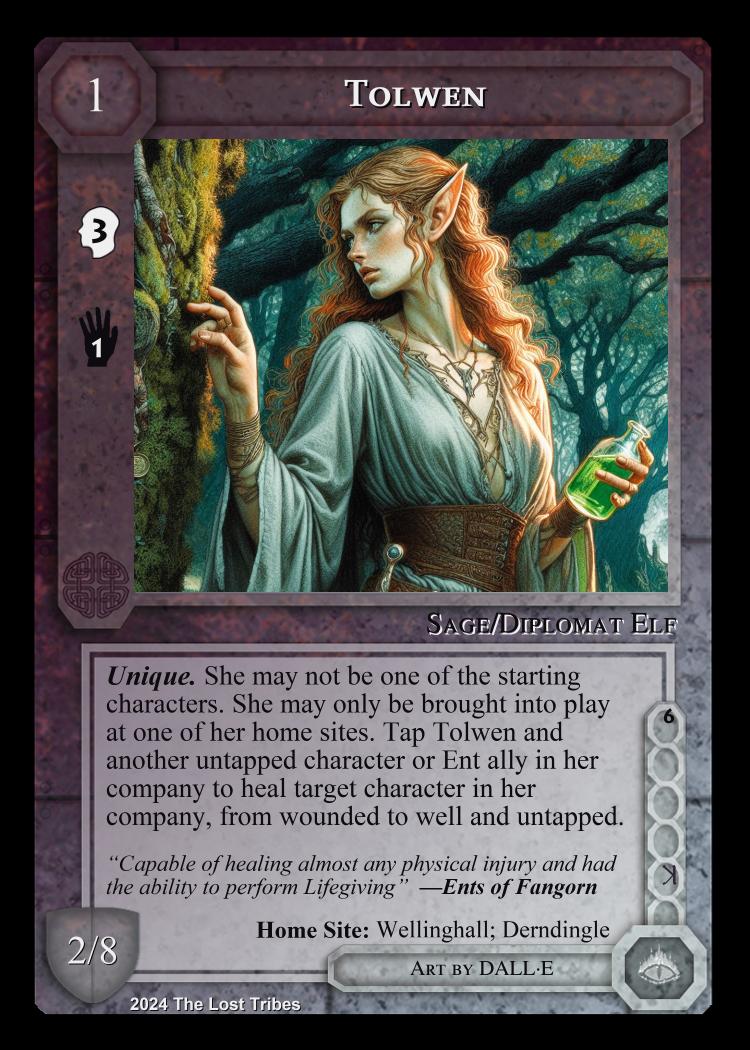 1
TOLWEN
3
1
SAGE/DIPLOMAT ELF
Unique. She may not be one of the starting
characters. She may only be brought into play
at one of her home sites. Tap Tolwen and
another untapped character or Ent ally in her
company to heal target character in her
company, from wounded to well and untapped.
6
“Capable of healing almost any physical injury and had
the ability to perform Lifegiving” —Ents of Fangorn
Home Site: Wellinghall; Derndingle
2/8
ART BY DALL·E
2024 The Lost Tribes